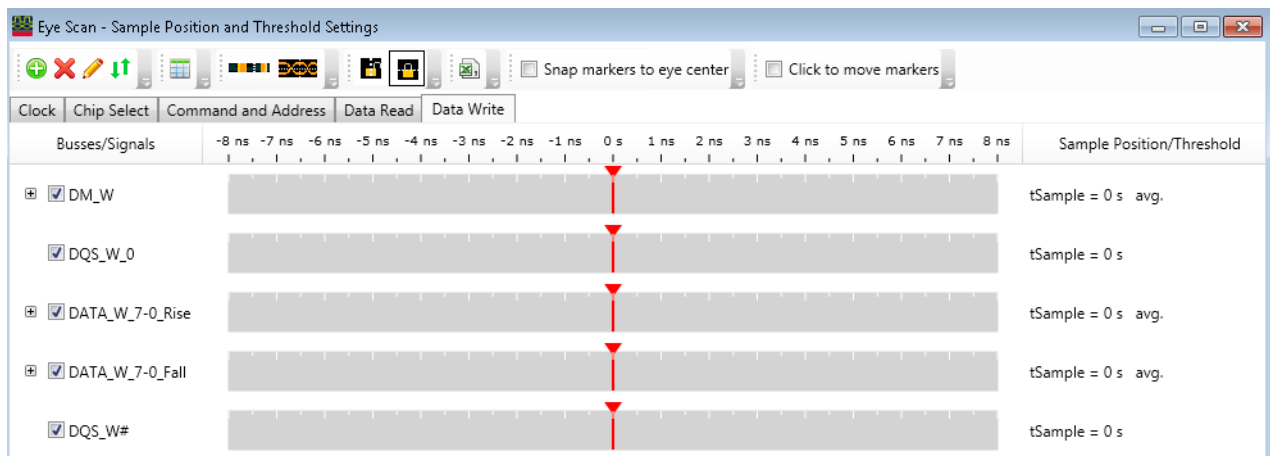 Eye Scan - Sample Position and Threshold Settings
Snap markers to eye center Click to move markers
Clock Chip Select Command and Address Data Read Data Write
Busses/Signals -8 ns -7 ns -6 ns -5 ns -4 ns -3 ns -2 ns -1 ns 0 s 1 ns 2 ns 3 ns 4 ns 5 ns 6 ns 7 ns 8 ns Sample Position/Threshold
DM_W tSample = 0 s avg.
DQS_W_0 tSample = 0 s
DATA_W_7-0_Rise tSample = 0 s avg.
DATA_W_7-0_Fall tSample = 0 s avg.
DQS_W# tSample = 0 s